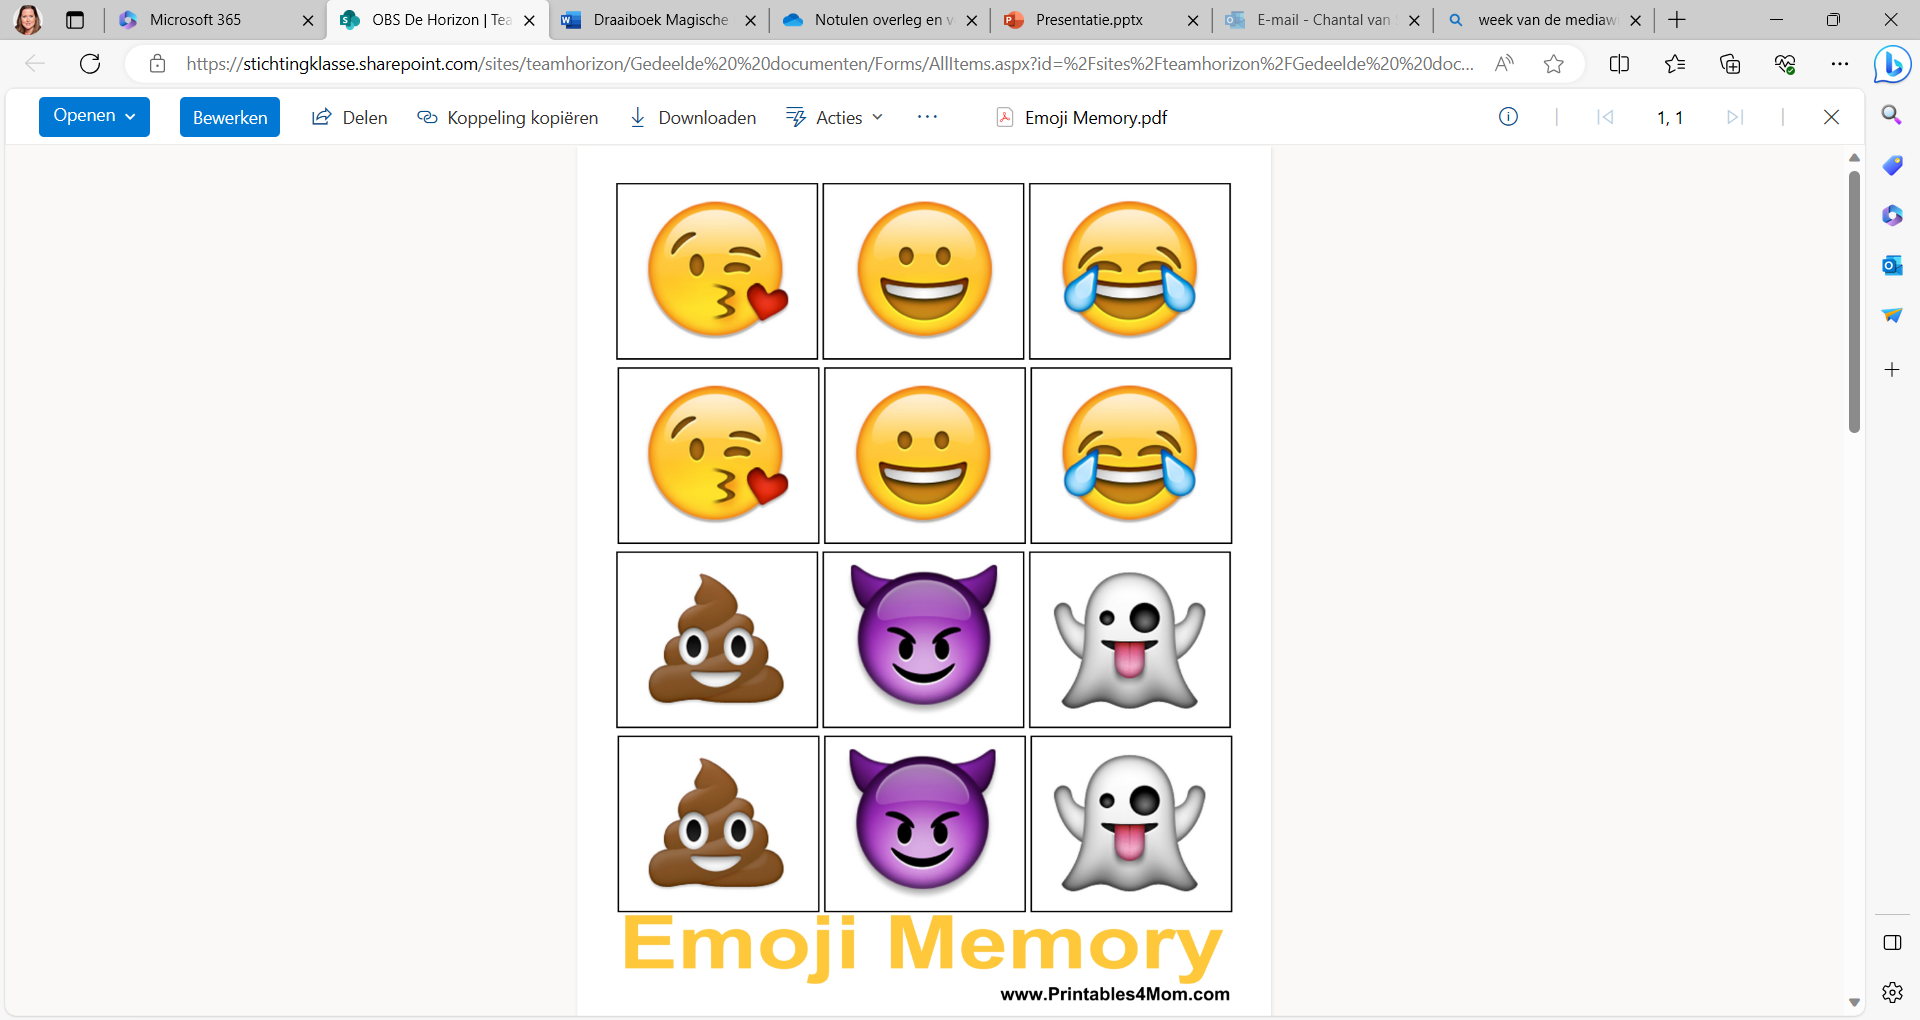 Microsoft 365
OBS De Horizon | Tea
Draaiboek Magische
Notulen overleg en v
Presentatie.pptx
E-mail - Chantal van
week van de mediaw
https://stichtingklasse.sharepoint.com/sites/teamhorizon/Gedeelde%20%20documenten/Forms/AllItems.aspx?id=%2Fsites%2Fteamhorizon%2FGedeelde%20%20doc...
Openen
Bewerken
Delen
Koppeling kopiëren
Downloaden
Acties
Emoji Memory.pdf
1, 1
Emoji Memory
www.Printables4Mom.com